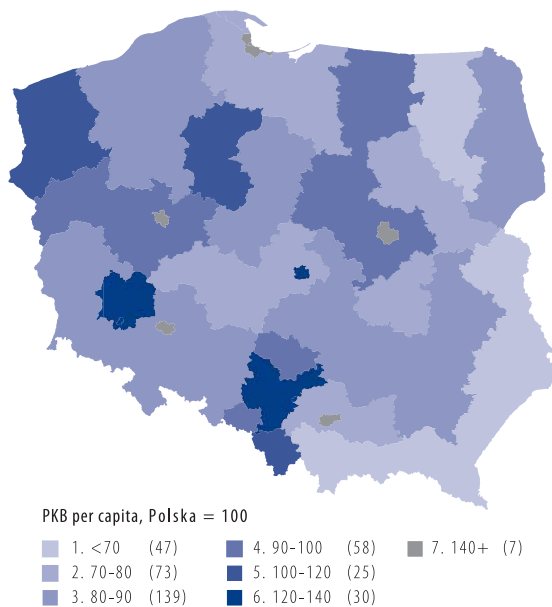 PKB per capita, Polska = 100
1. <70 (47)
2. 70-80 (73)
3. 80-90 (139)
4. 90-100 (58)
5. 100-120 (25)
6. 120-140 (30)
7. 140+ (7)